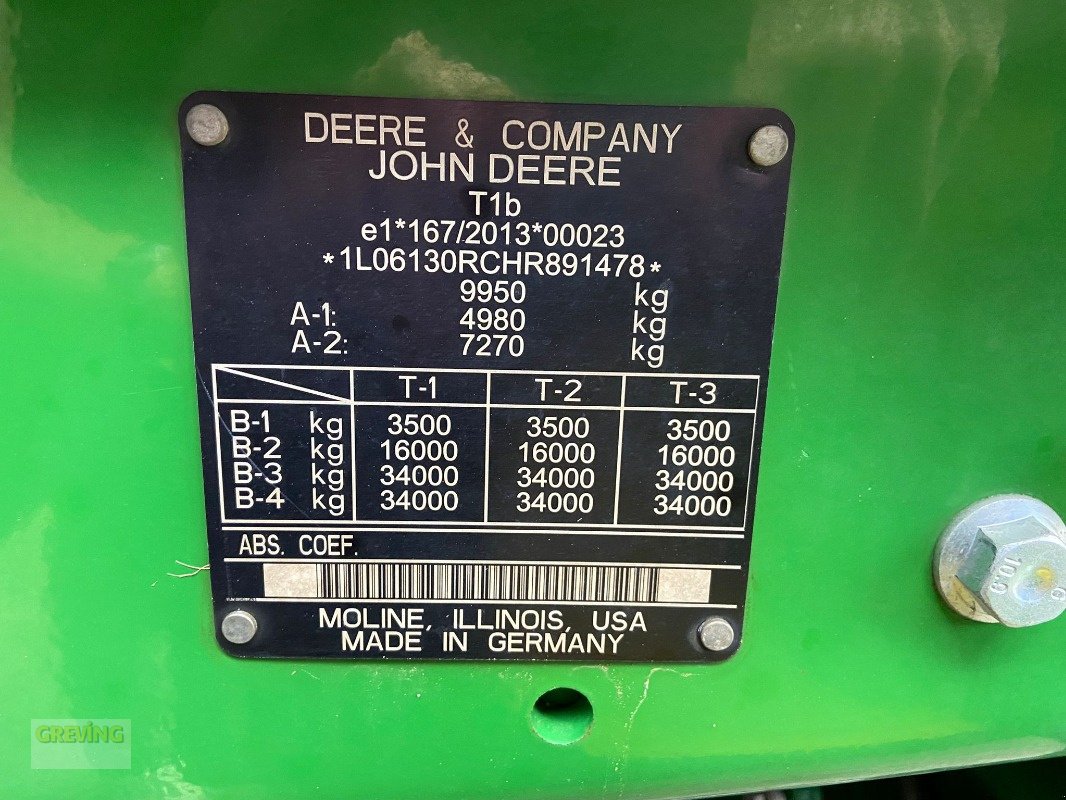 DEERE & COMPANY
JOHN DEERE
T1b
e1*167/2013*00023
*1L06130RCHR891478*
9950 kg
A-1: 4980 kg
A-2: 7270 kg
T-1 T-2 T-3
B-1 kg 3500 3500 3500
B-2 kg 16000 16000 16000
B-3 kg 34000 34000 34000
B-4 kg 34000 34000 34000
ABS. COEF.
MOLINE, ILLINOIS, USA
MADE IN GERMANY
10.9
GREVING